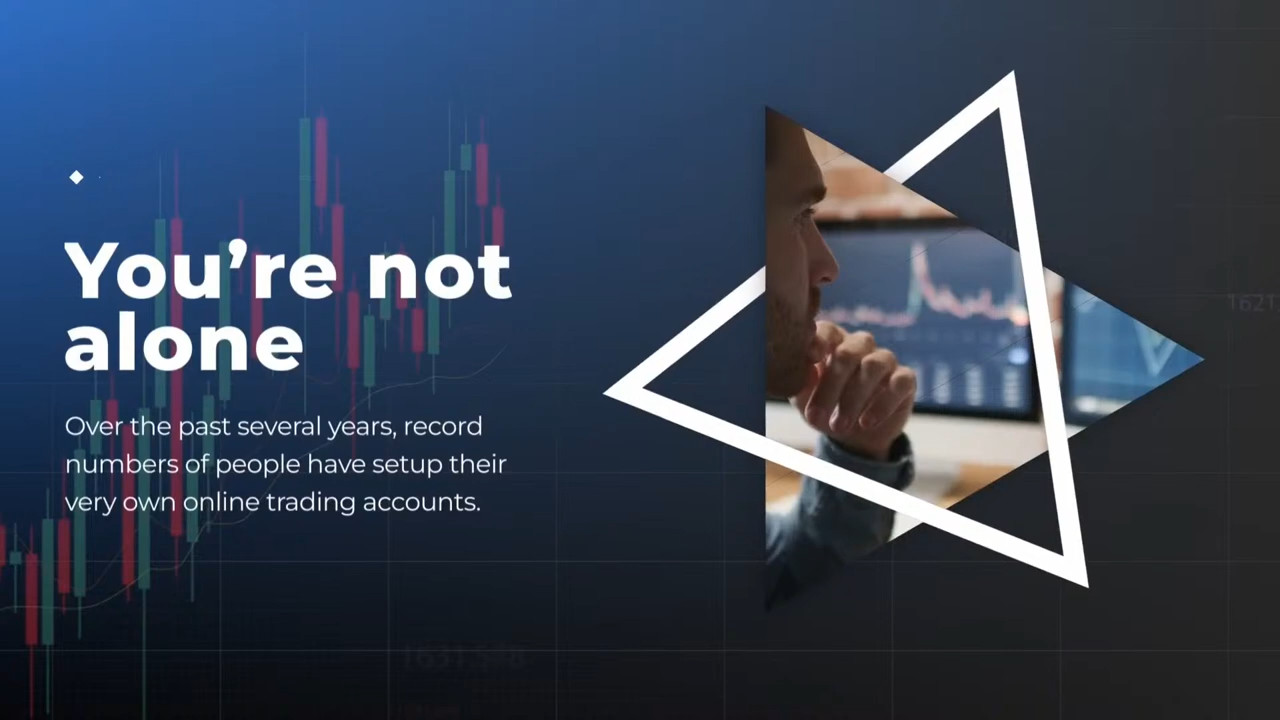 You’re not
alone
Over the past several years, record
numbers of people have setup their
very own online trading accounts.
1621